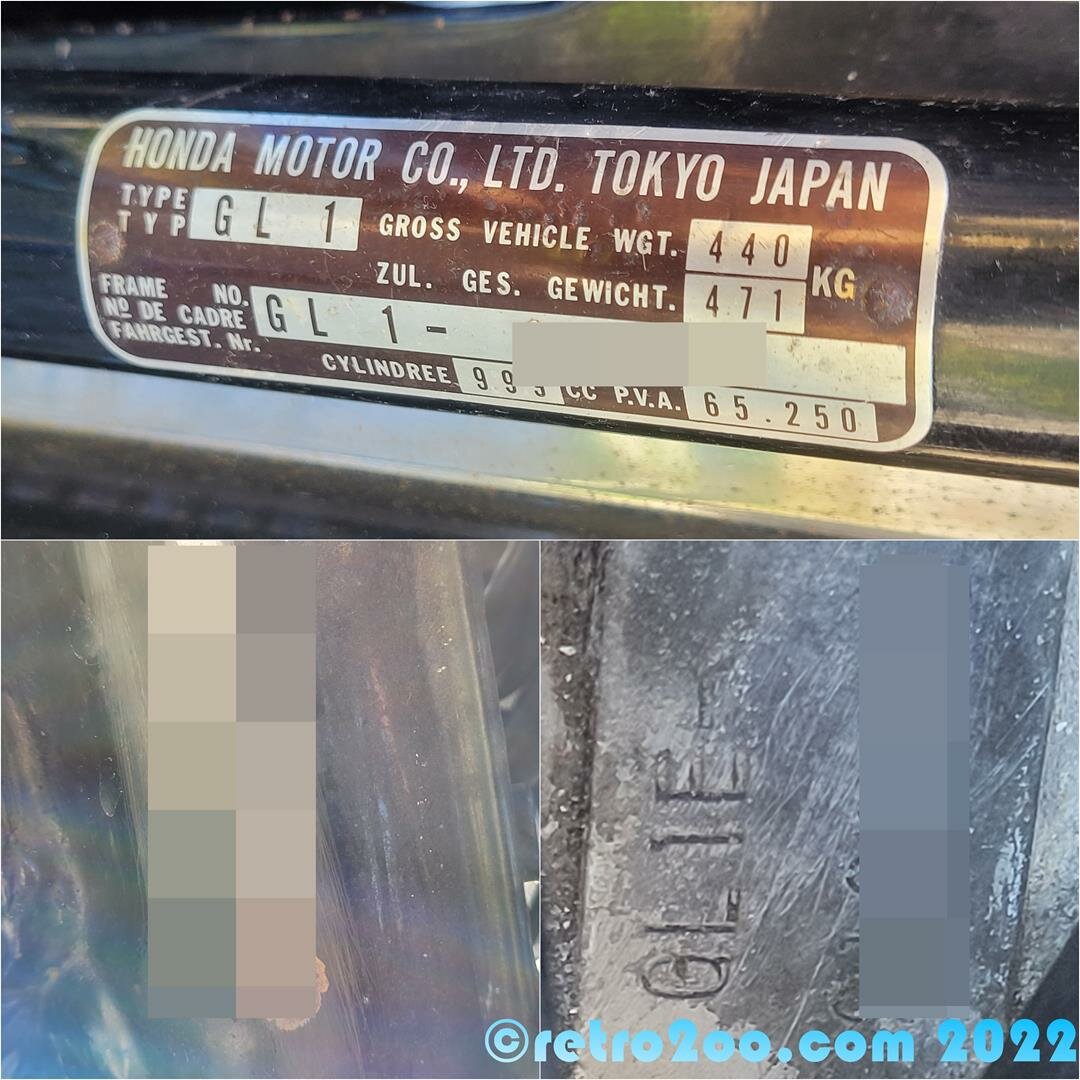 HONDA MOTOR CO., LTD. TOKYO JAPAN
TYPE
TYP GL 1
GROSS VEHICLE WGT. 440
ZUL. GES. GEWICHT. 471 KG
FRAME NO.
Nº DE CADRE
FAHRGEST. Nr. GL 1-
CYLINDREE 999 CC P.V.A. 65.250
GL1E-
©retro2oo.com 2022